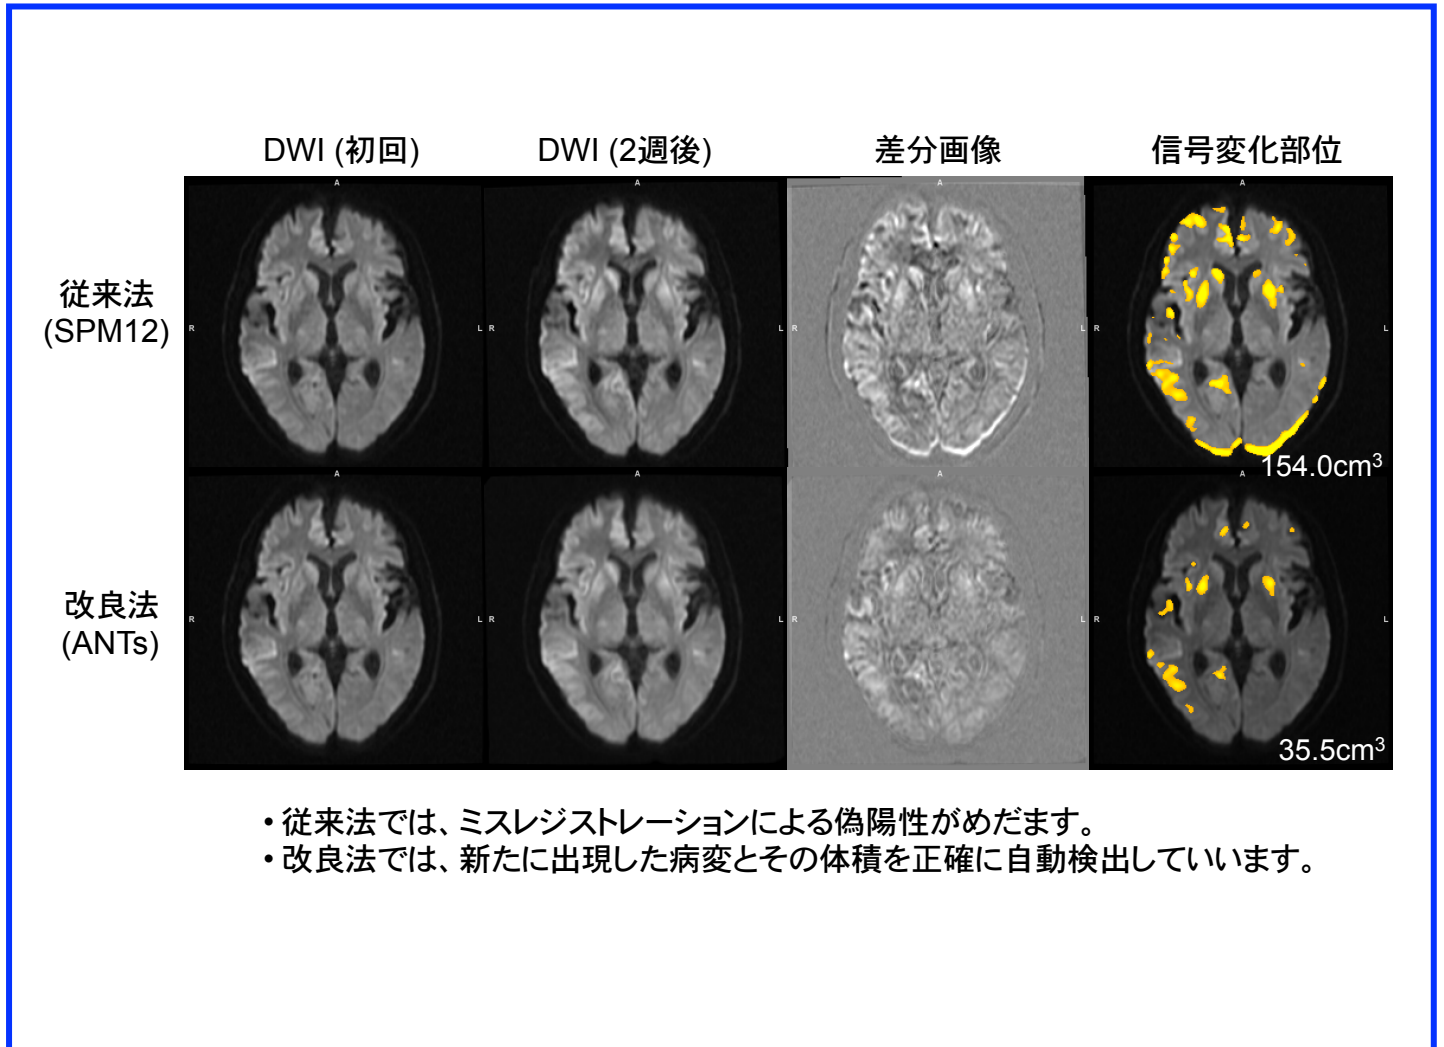 DWI (初回) DWI (2週後) 差分画像 信号変化部位
A A A A
従来法
(SPM12)
R L R L R L R L
154.0cm³
A A A A
改良法
(ANTs)
R L R L R L R L
35.5cm³
• 従来法では、ミスレジストレーションによる偽陽性がめだます。
• 改良法では、新たに出現した病変とその体積を正確に自動検出していいます。